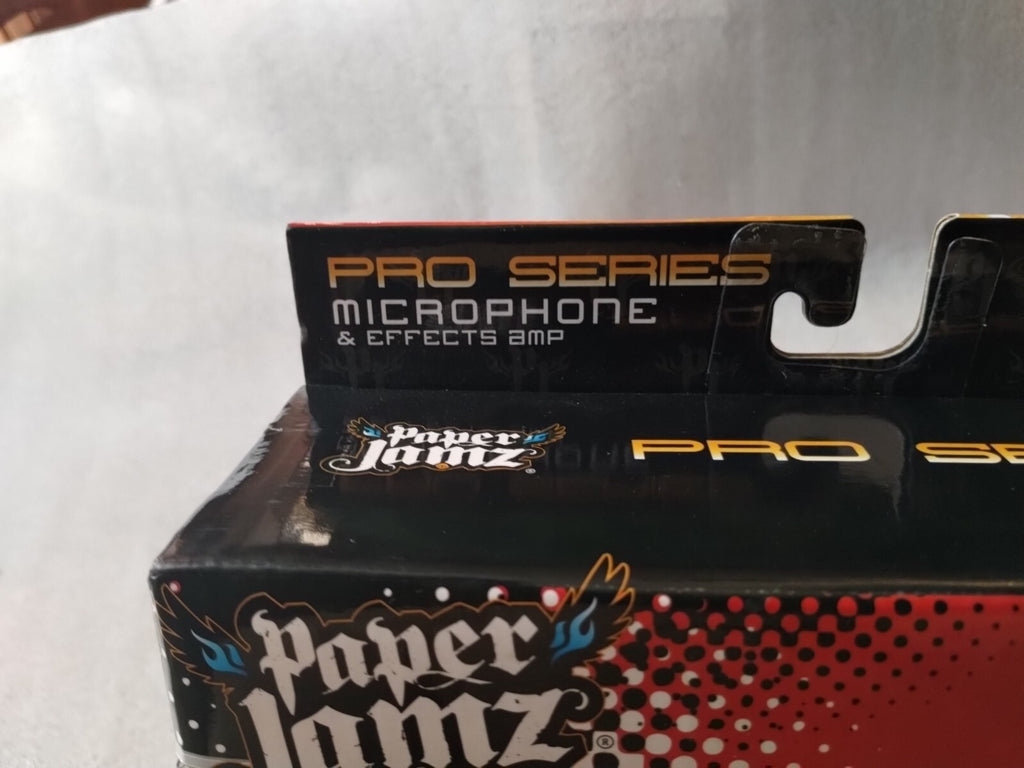 PRO SERIES
MICROPHONE
& EFFECTS AMP
Paper
Jamz®
PRO SE
Paper
Jamz®